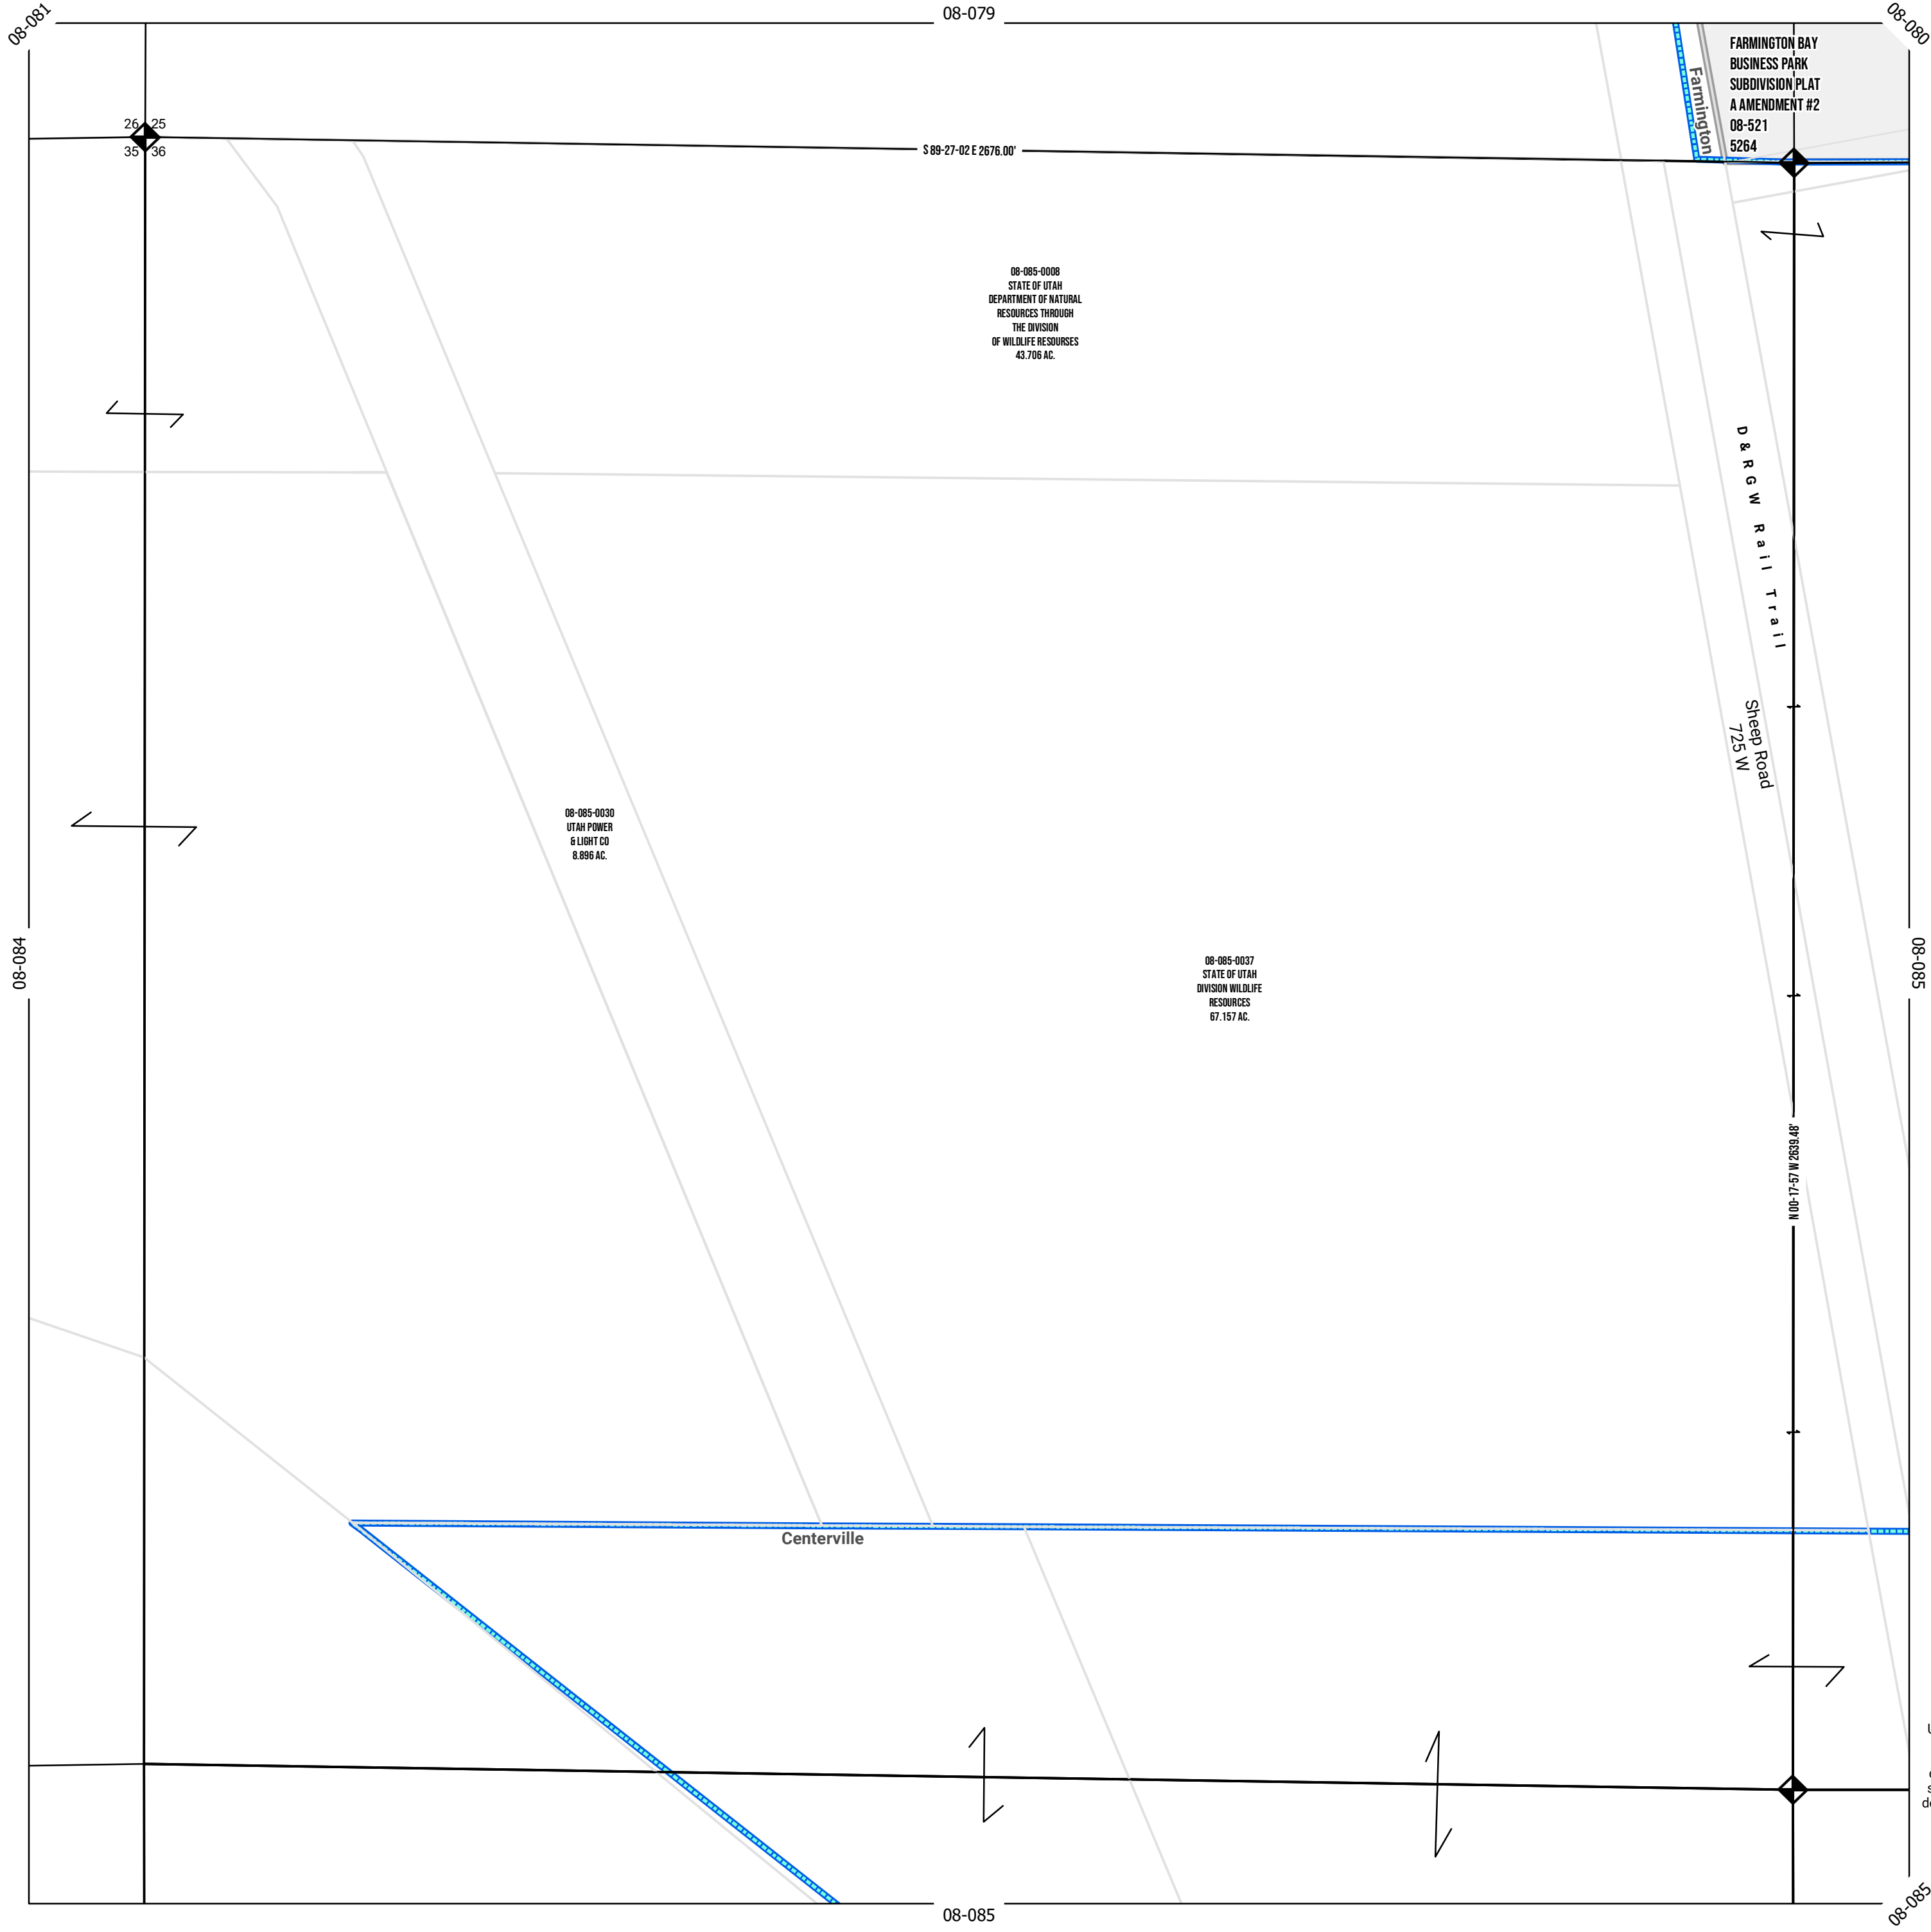 08-081
08-079
08-080
FARMINGTON BAY
BUSINESS PARK
SUBDIVISION PLAT
A AMENDMENT #2
08-521
5264
Farmington
26 25
35 36
S 89-27-02 E 2676.00'
08-085-0008
STATE OF UTAH
DEPARTMENT OF NATURAL
RESOURCES THROUGH
THE DIVISION
OF WILDLIFE RESOURSES
43.706 AC.
D & R G W Rail Trail
Sheep Road
725 W
08-085-0030
UTAH POWER
& LIGHT CO
8.896 AC.
08-084
08-085-0037
STATE OF UTAH
DIVISION WILDLIFE
RESOURCES
67.157 AC.
08-085
N 00-17-57 W 2639.48'
Centerville
08-085
08-085